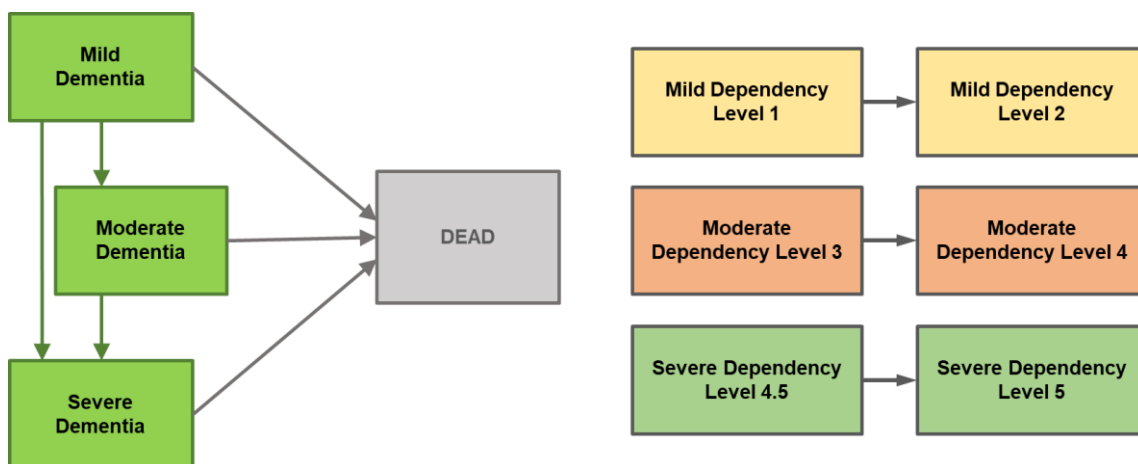 Mild
Dementia
Moderate
Dementia
Severe
Dementia
DEAD
Mild Dependency
Level 1
Mild Dependency
Level 2
Moderate
Dependency Level 3
Moderate
Dependency Level 4
Severe Dependency
Level 4.5
Severe Dependency
Level 5